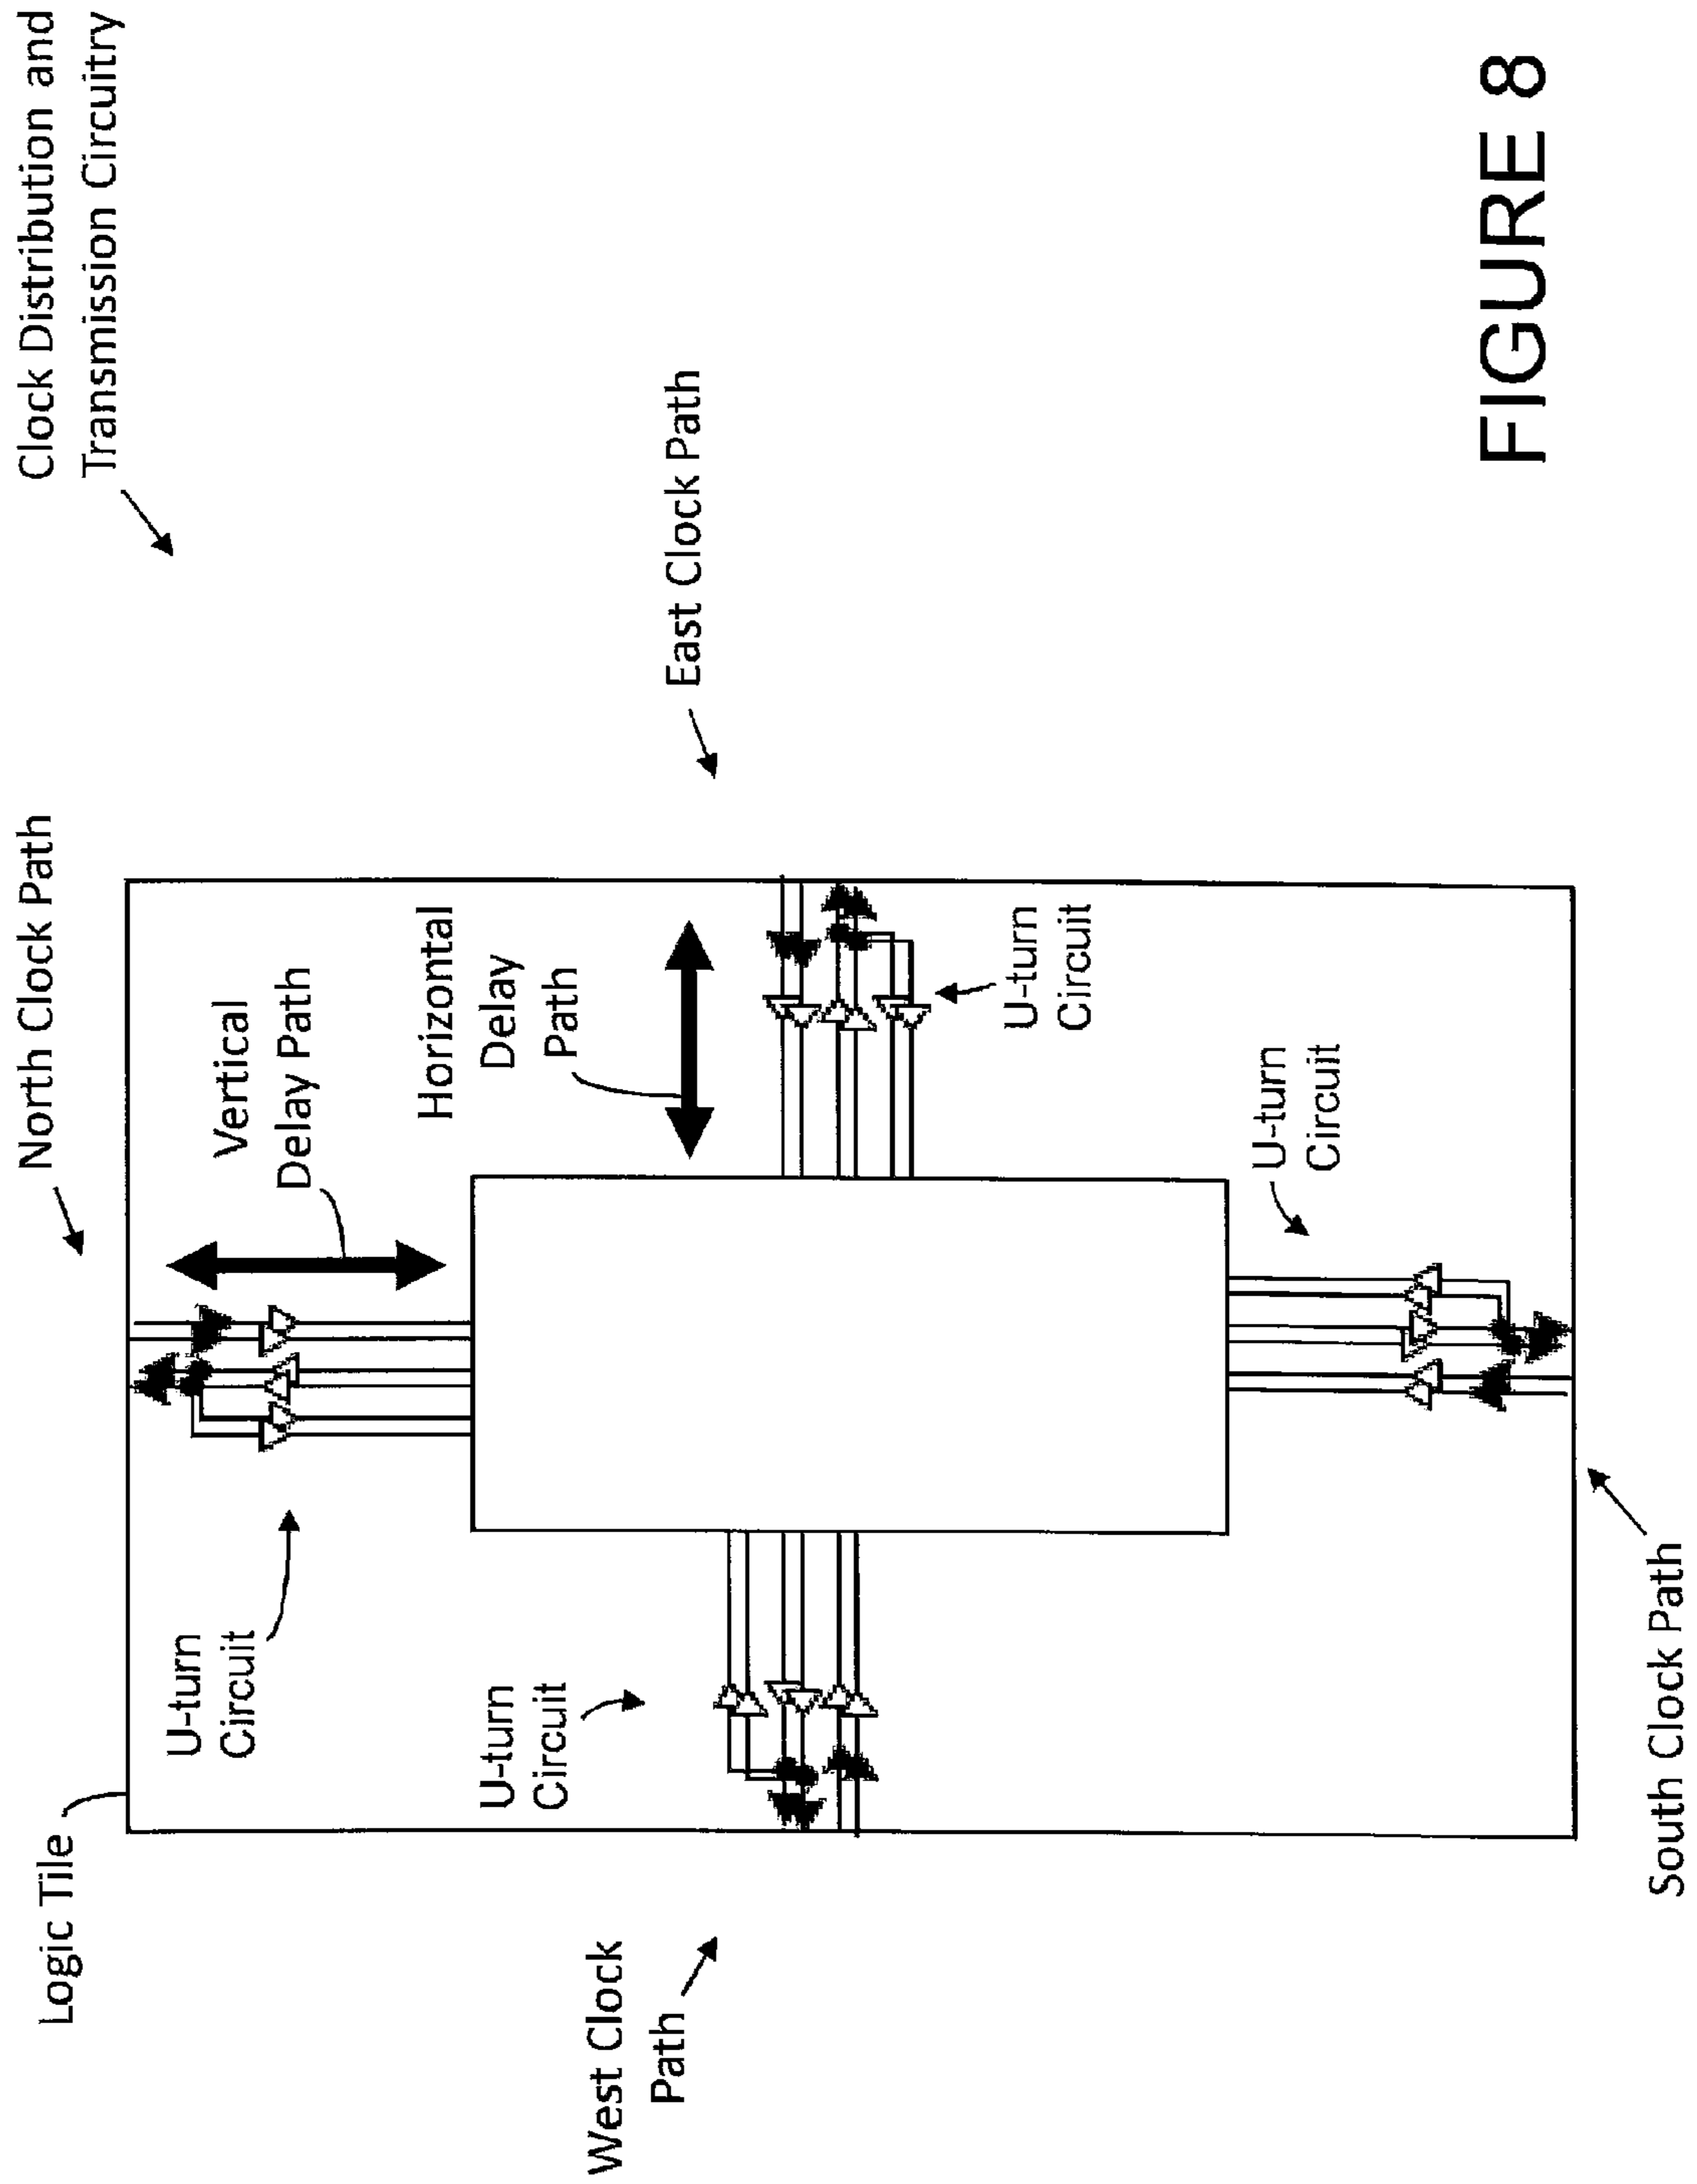 Clock Distribution and
Transmission Circuitry
North Clock Path
Logic Tile
Vertical
Delay Path
U-turn
Circuit
Horizontal
Delay
Path
East Clock Path
U-turn
Circuit
West Clock
Path
U-turn
Circuit
U-turn
Circuit
South Clock Path
FIGURE 8